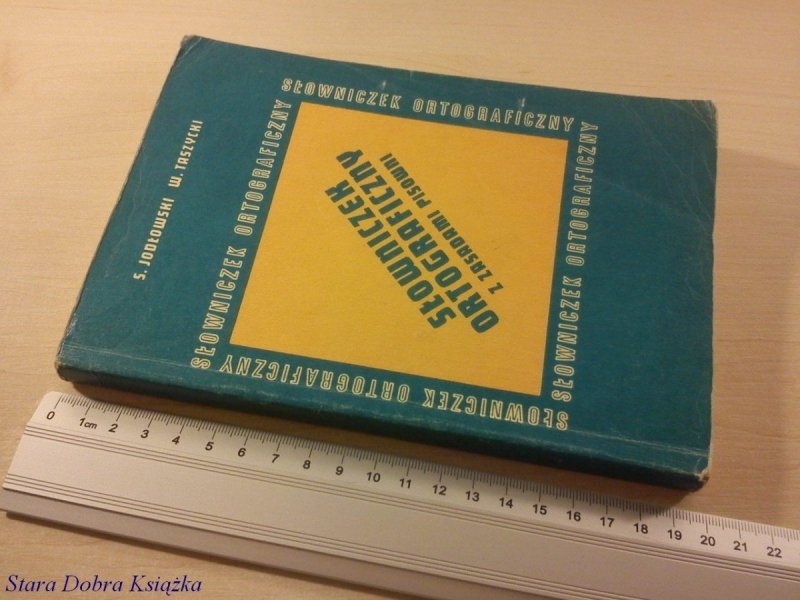 S. JODŁOWSKI W. TASZYCKI
SŁOWNICZEK ORTOGRAFICZNY
SŁOWNICZEK ORTOGRAFICZNY
SŁOWNICZEK ORTOGRAFICZNY
SŁOWNICZEK ORTOGRAFICZNY
SŁOWNICZEK
ORTOGRAFICZNY
Z ZASADAMI PISOWNI
0 1cm 2 3 4 5 6 7 8 9 10 11 12 13 14 15 16 17 18 19 20 21 22
Stara Dobra Książka